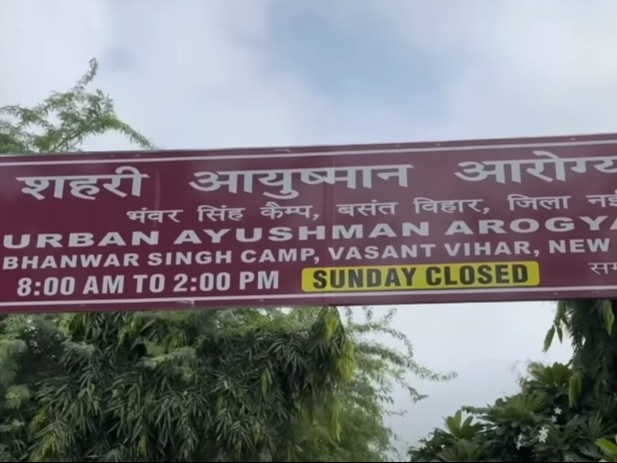 शहरी आयुष्मान आरोग्य
भंवर सिंह कैम्प, बसंत विहार, जिला नई
URBAN AYUSHMAN AROGYA
BHANWAR SINGH CAMP, VASANT VIHAR, NEW
8:00 AM TO 2:00 PM SUNDAY CLOSED